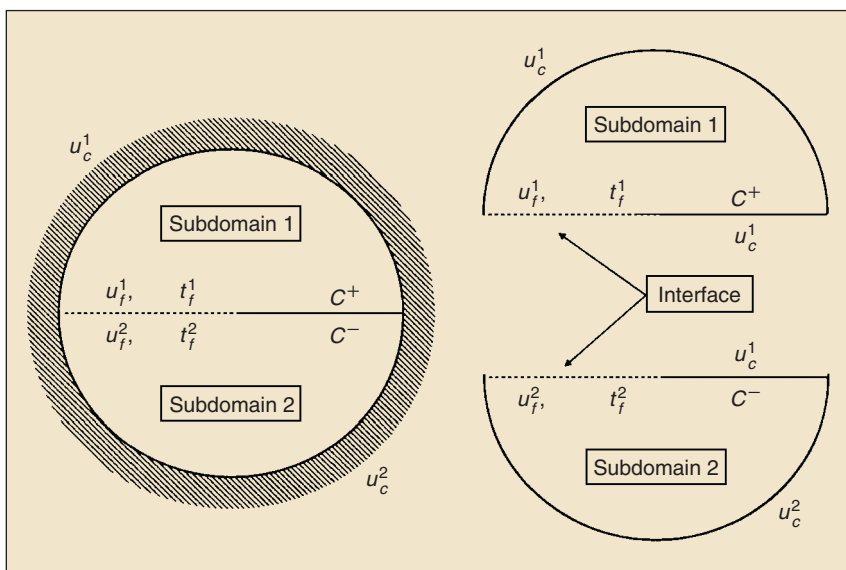 u_c^1
Subdomain 1
u_f^1, t_f^1 C^+
u_f^2, t_f^2 C^−
Subdomain 2
u_c^2
u_c^1
Subdomain 1
u_f^1, t_f^1 C^+
u_c^1
Interface
u_c^1
u_f^2, t_f^2 C^−
Subdomain 2
u_c^2